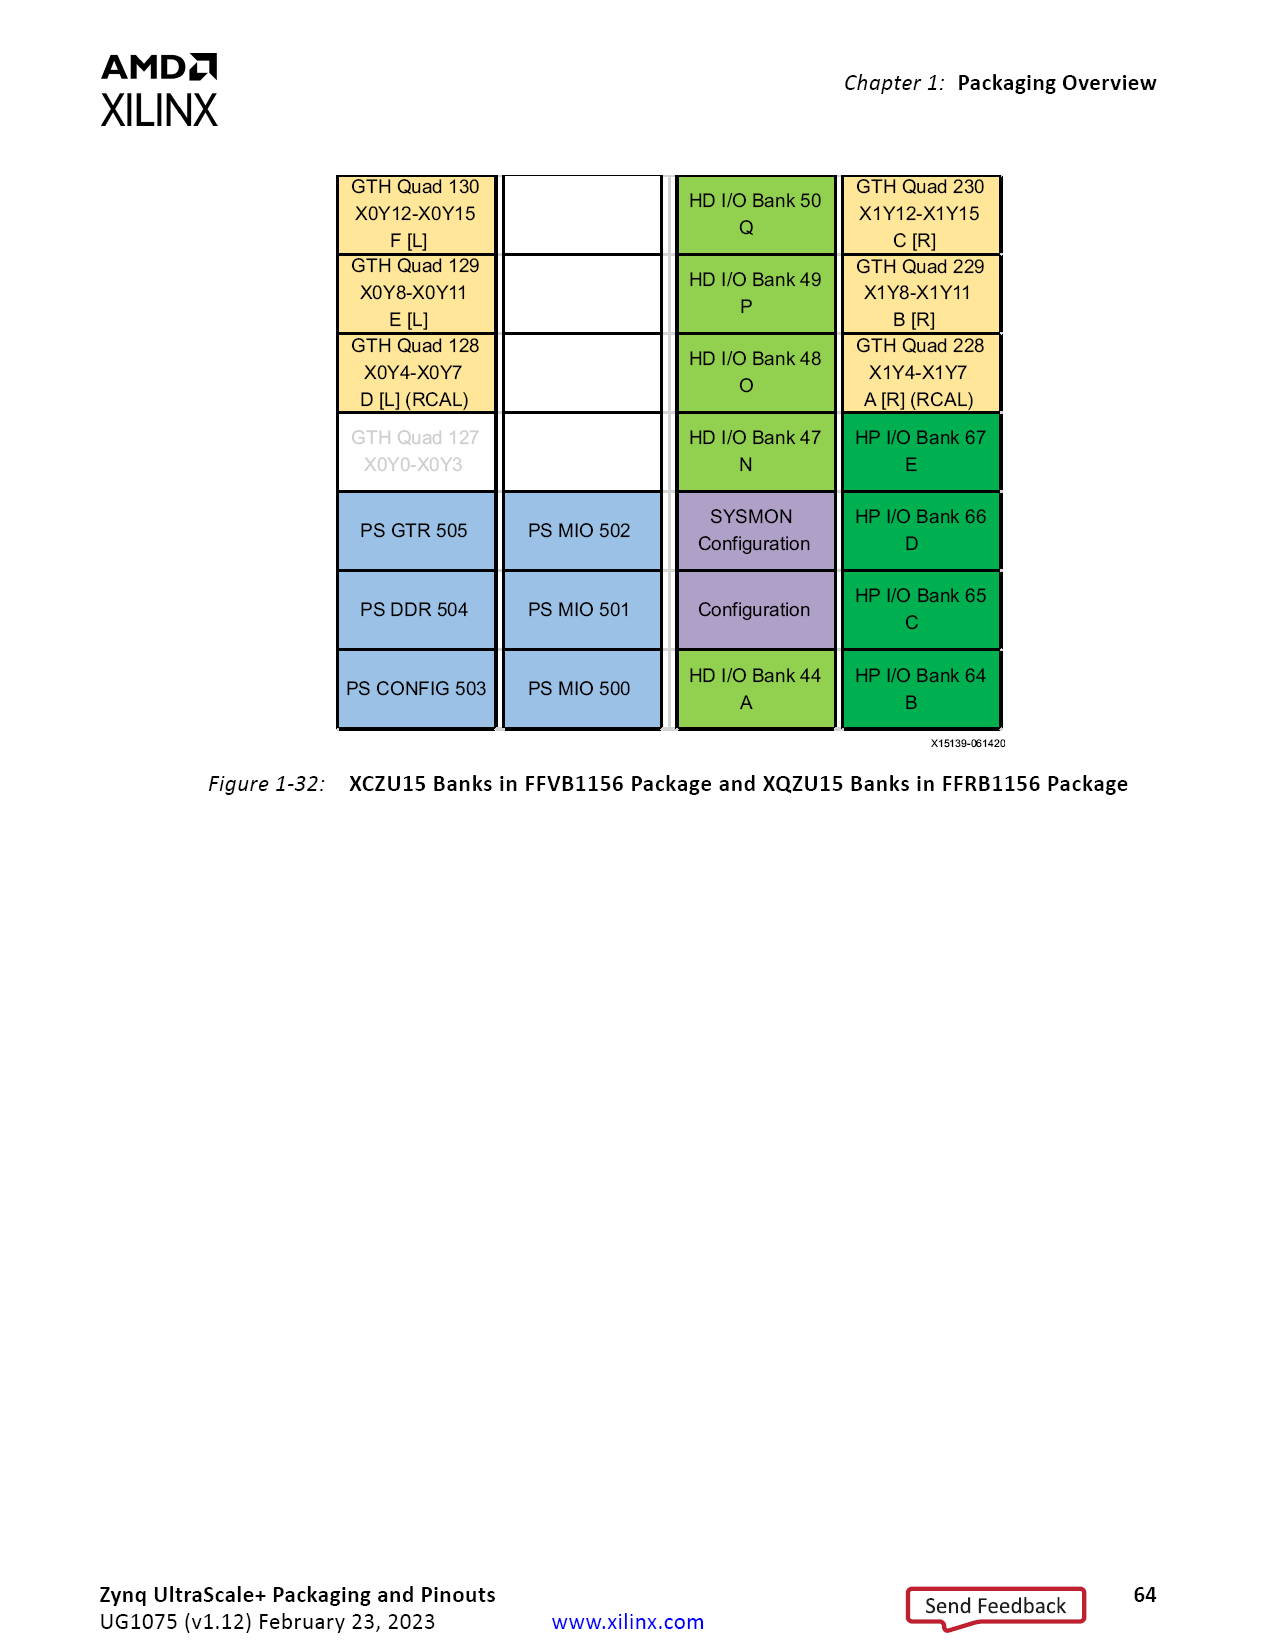 AMD
XILINX
Chapter 1: Packaging Overview
GTH Quad 130
X0Y12-X0Y15
F [L]
HD I/O Bank 50
Q
GTH Quad 230
X1Y12-X1Y15
C [R]
GTH Quad 129
X0Y8-X0Y11
E [L]
HD I/O Bank 49
P
GTH Quad 229
X1Y8-X1Y11
B [R]
GTH Quad 128
X0Y4-X0Y7
D [L] (RCAL)
HD I/O Bank 48
O
GTH Quad 228
X1Y4-X1Y7
A [R] (RCAL)
GTH Quad 127
X0Y0-X0Y3
HD I/O Bank 47
N
HP I/O Bank 67
E
PS GTR 505
PS MIO 502
SYSMON
Configuration
HP I/O Bank 66
D
PS DDR 504
PS MIO 501
Configuration
HP I/O Bank 65
C
PS CONFIG 503
PS MIO 500
HD I/O Bank 44
A
HP I/O Bank 64
B
X15139-061420
Figure 1-32: XCZU15 Banks in FFVB1156 Package and XQZU15 Banks in FFRB1156 Package
Zynq UltraScale+ Packaging and Pinouts
UG1075 (v1.12) February 23, 2023
www.xilinx.com
Send Feedback
64